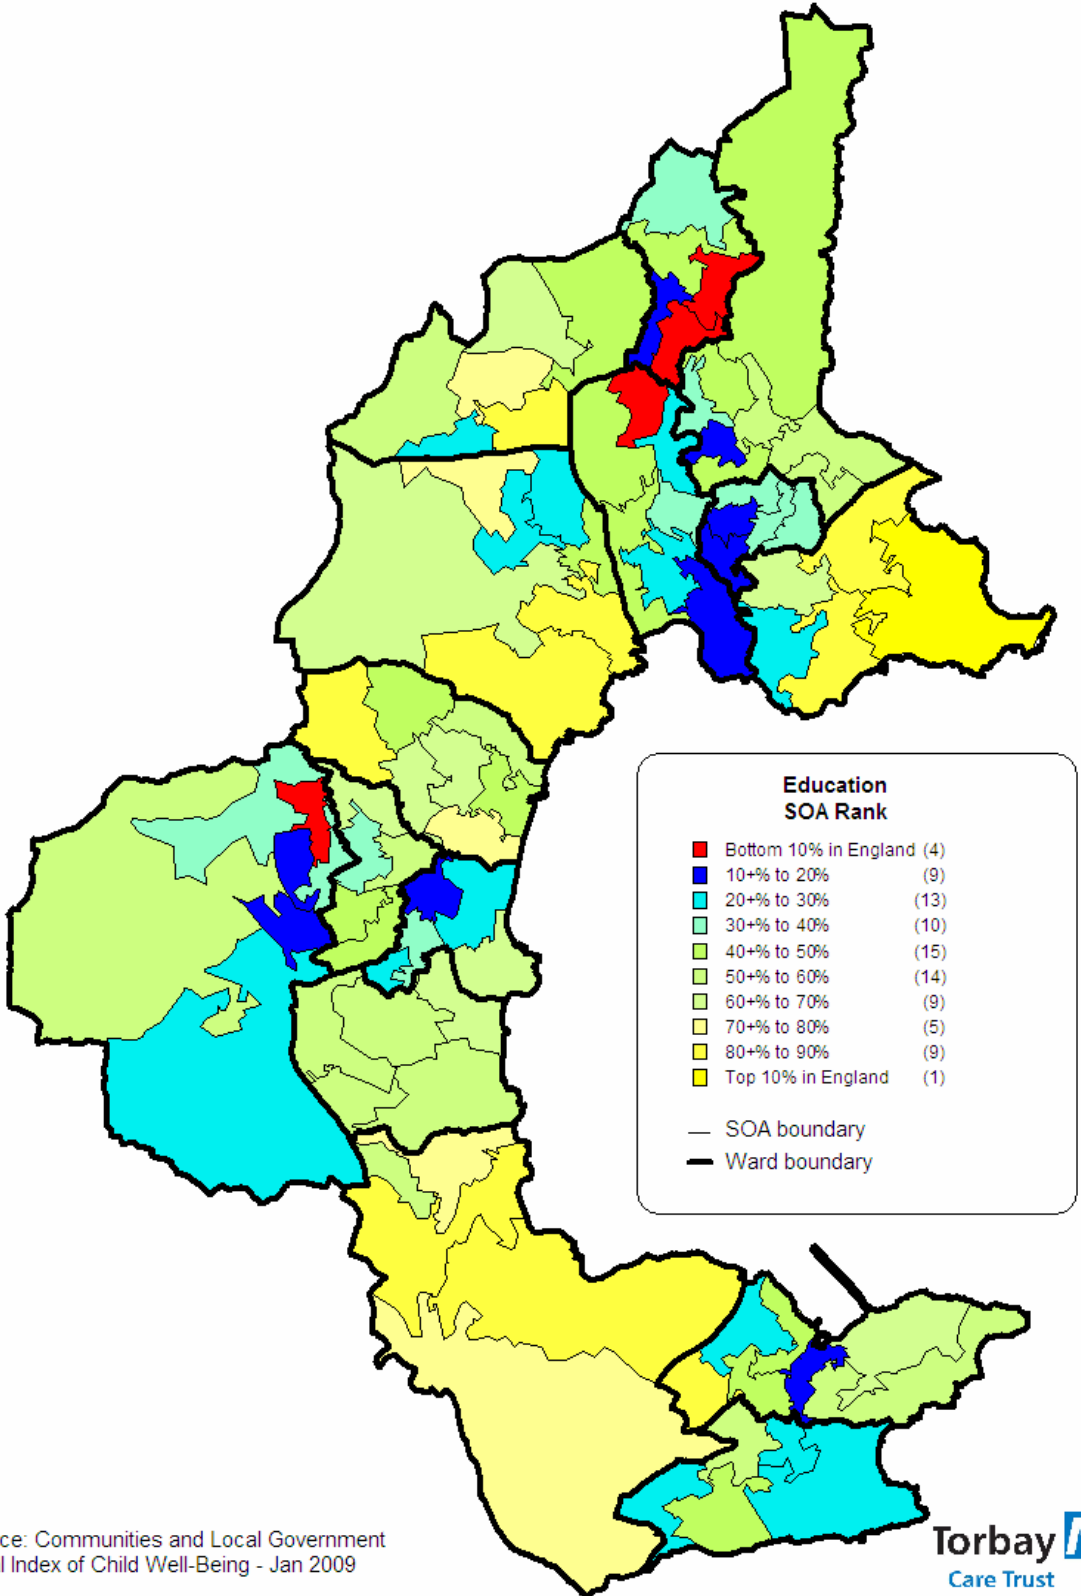 Education
SOA Rank
Bottom 10% in England (4)
10+% to 20% (9)
20+% to 30% (13)
30+% to 40% (10)
40+% to 50% (15)
50+% to 60% (14)
60+% to 70% (9)
70+% to 80% (5)
80+% to 90% (9)
Top 10% in England (1)
SOA boundary
Ward boundary
ce: Communities and Local Government
l Index of Child Well-Being - Jan 2009
Torbay
Care Trust